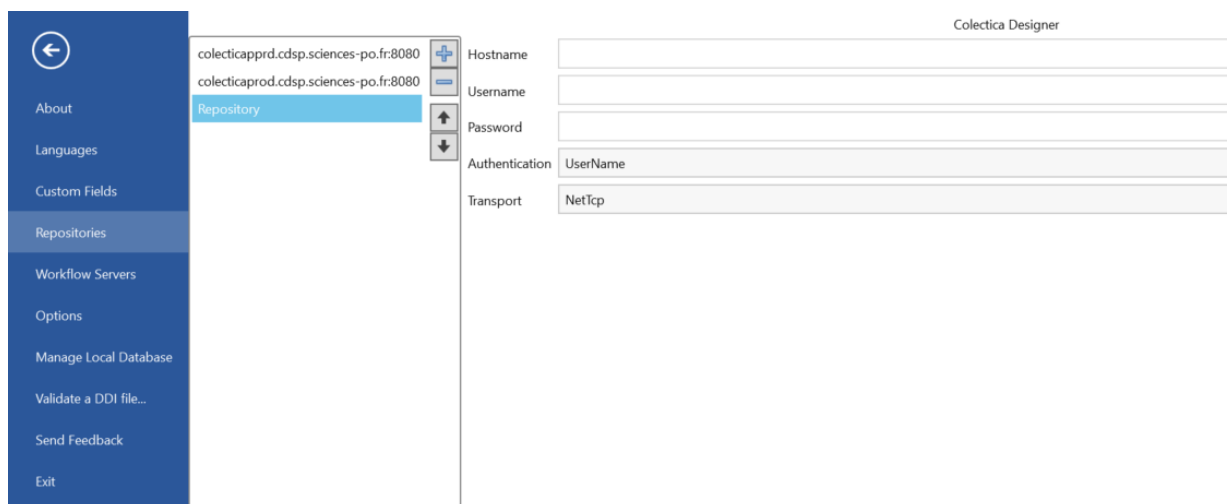 Colectica Designer
About
Languages
Custom Fields
Repositories
Workflow Servers
Options
Manage Local Database
Validate a DDI file...
Send Feedback
Exit
colecticapprd.cdsp.sciences-po.fr:8080
colecticaprod.cdsp.sciences-po.fr:8080
Repository
Hostname
Username
Password
Authentication UserName
Transport NetTcp